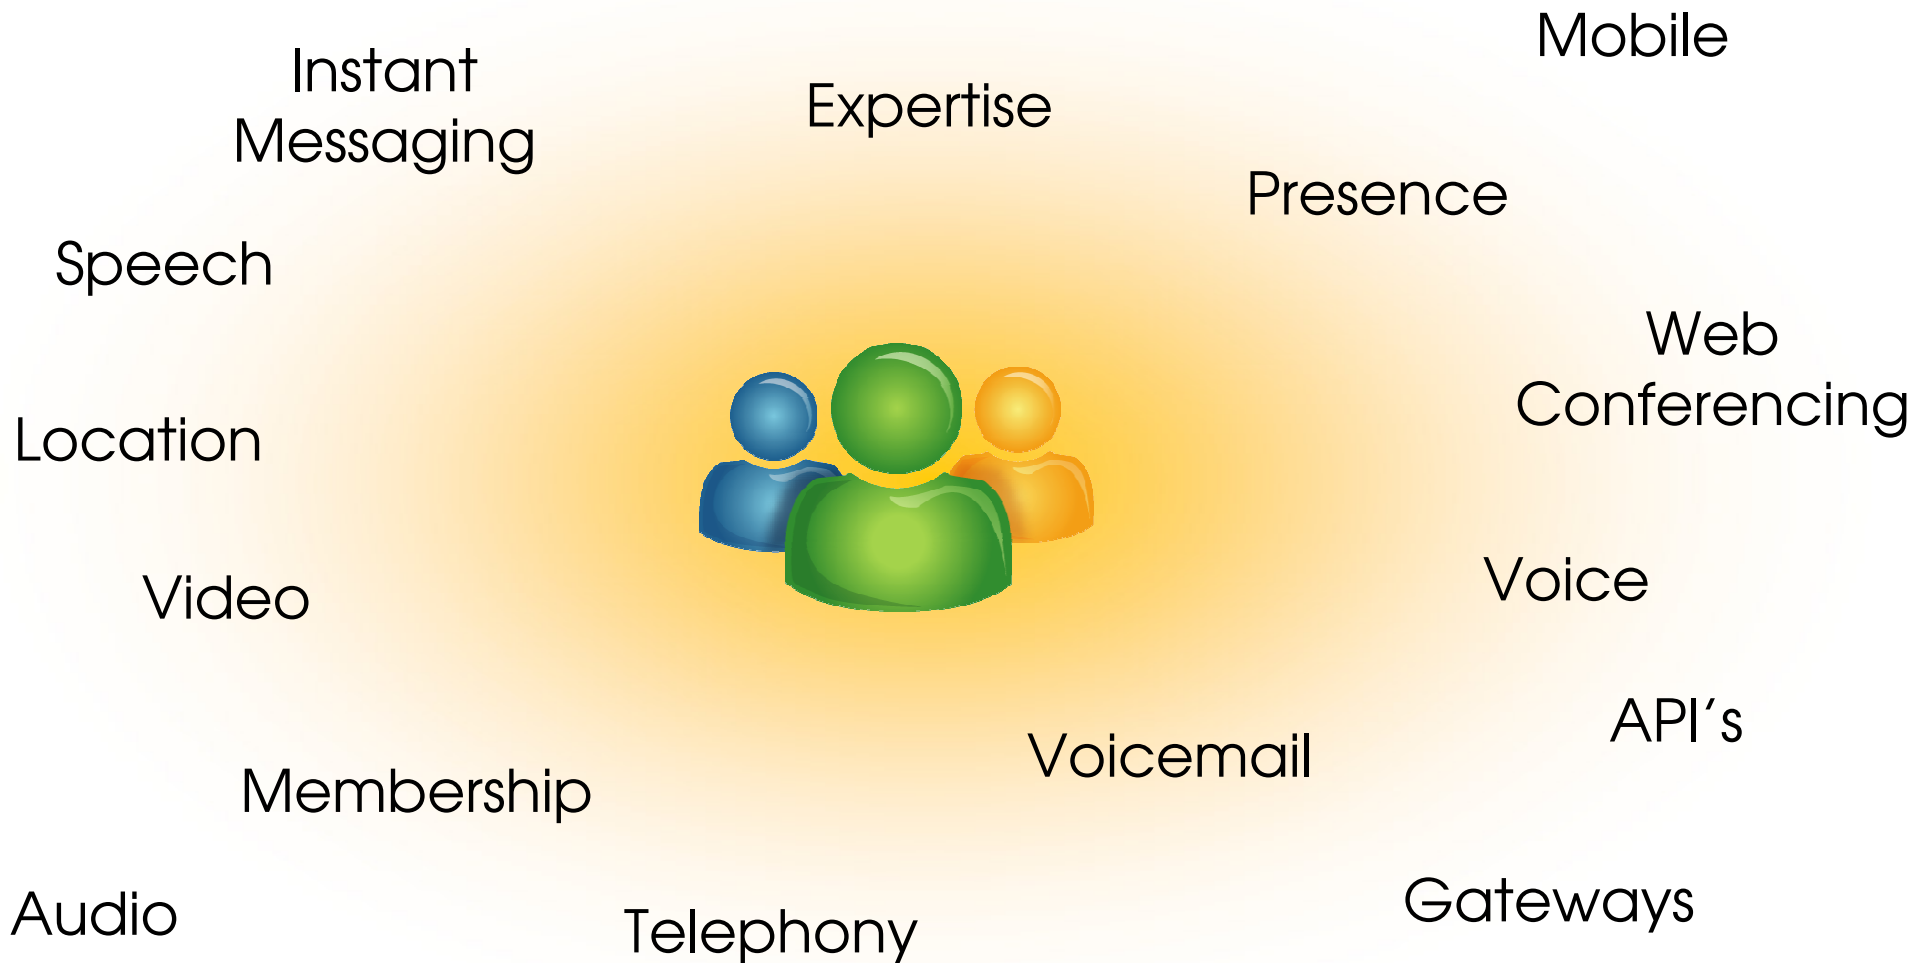 Mobile
Instant
Messaging
Expertise
Presence
Speech
Web
Conferencing
Location
Video
Voice
API's
Voicemail
Membership
Audio
Telephony
Gateways